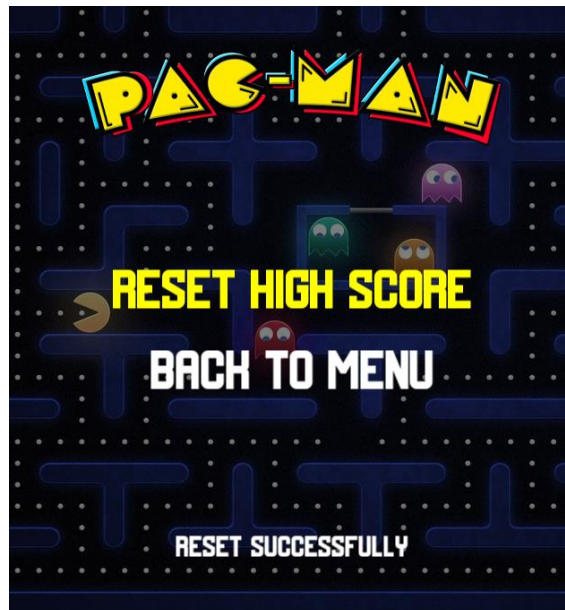 PAC-MAN
RESET HIGH SCORE
BACK TO MENU
RESET SUCCESSFULLY